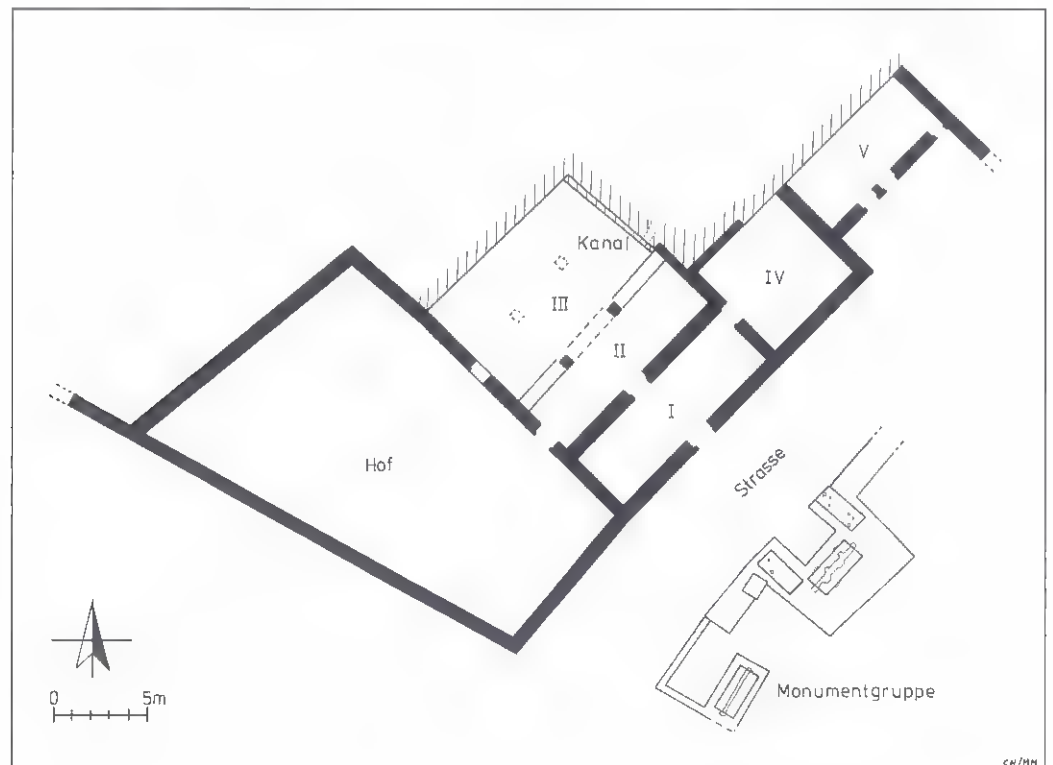 V
Kanal
IV
III
II
I
Hof
Strasse
0 5m
Monumentgruppe
CN/MM